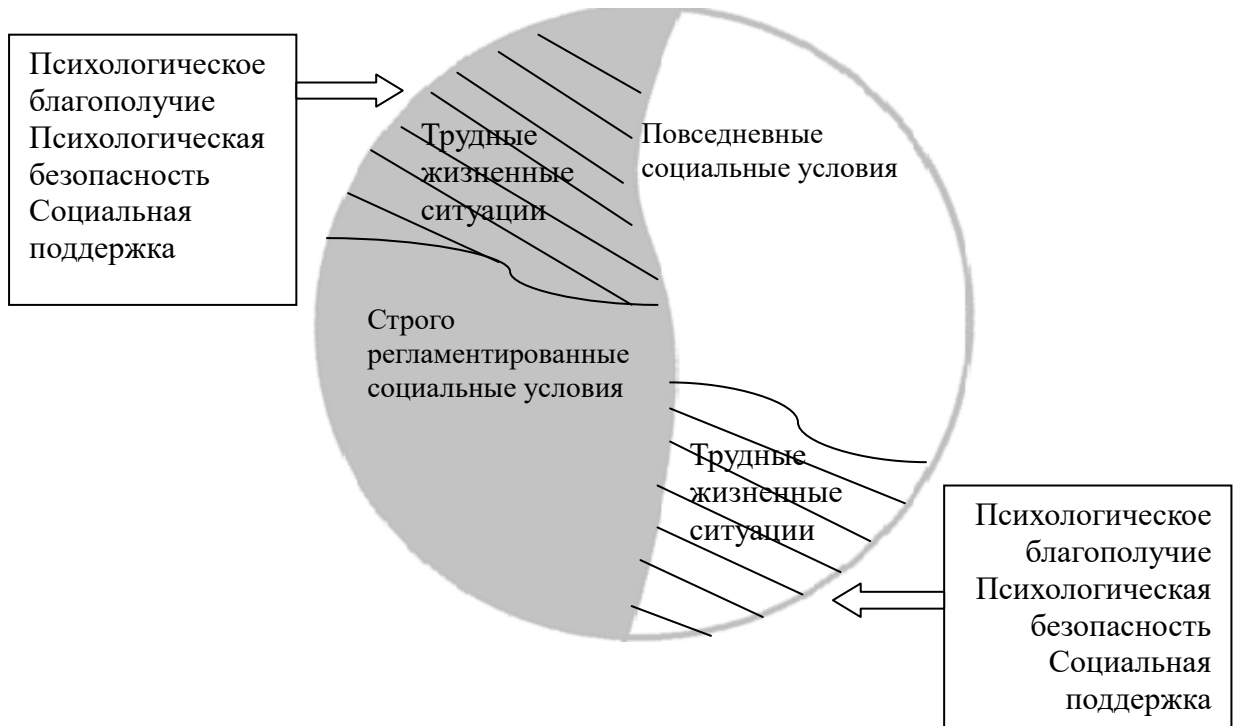 Психологическое
благополучие
Психологическая
безопасность
Социальная
поддержка
Трудные
жизненные
ситуации
Повседневные
социальные условия
Строго
регламентированные
социальные условия
Трудные
жизненные
ситуации
Психологическое
благополучие
Психологическая
безопасность
Социальная
поддержка